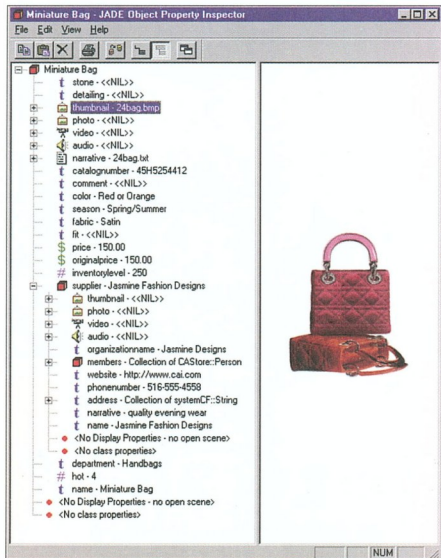 Miniature Bag - JADE Object Property Inspector
File Edit View Help
Miniature Bag
t stone - <<NIL>>
t detailing - <<NIL>>
thumbnail - 24bag.bmp
photo - <<NIL>>
video - <<NIL>>
audio - <<NIL>>
narrative - 24bag.txt
t catalognumber - 45H5254412
t comment - <<NIL>>
t color - Red or Orange
t season - Spring/Summer
t fabric - Satin
t fit - <<NIL>>
$ price - 150.00
$ originalprice - 150.00
# inventorylevel - 250
supplier - Jasmine Fashion Designs
thumbnail - <<NIL>>
photo - <<NIL>>
video - <<NIL>>
audio - <<NIL>>
t organizationname - Jasmine Designs
members - Collection of CAStore::Person
t website - http://www.cai.com
t phonenumber - 516-555-4558
t address - Collection of systemCF::String
t narrative - quality evening wear
t name - Jasmine Fashion Designs
<No Display Properties - no open scene>
<No class properties>
t department - Handbags
# hot - 4
t name - Miniature Bag
<No Display Properties - no open scene>
<No class properties>
NUM